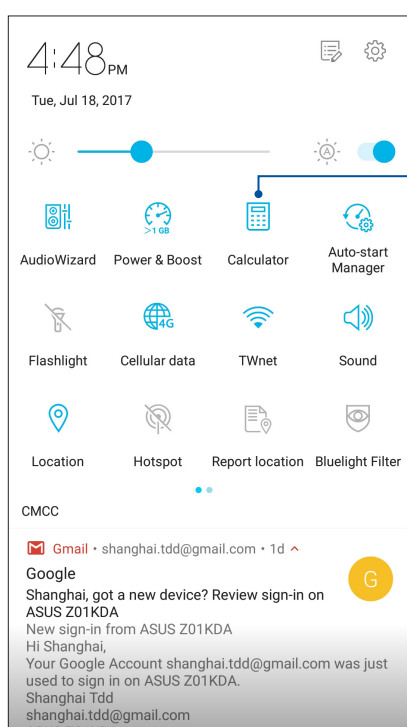 4:48 PM
Tue, Jul 18, 2017
A
>1 GB
AudioWizard Power & Boost Calculator Auto-start Manager
4G
Flashlight Cellular data TWnet Sound
Location Hotspot Report location Bluelight Filter
CMCC
Gmail • shanghai.tdd@gmail.com • 1d
Google
G
Shanghai, got a new device? Review sign-in on
ASUS Z01KDA
New sign-in from ASUS Z01KDA
Hi Shanghai,
Your Google Account shanghai.tdd@gmail.com was just
used to sign in on ASUS Z01KDA.
Shanghai Tdd
shanghai.tdd@gmail.com